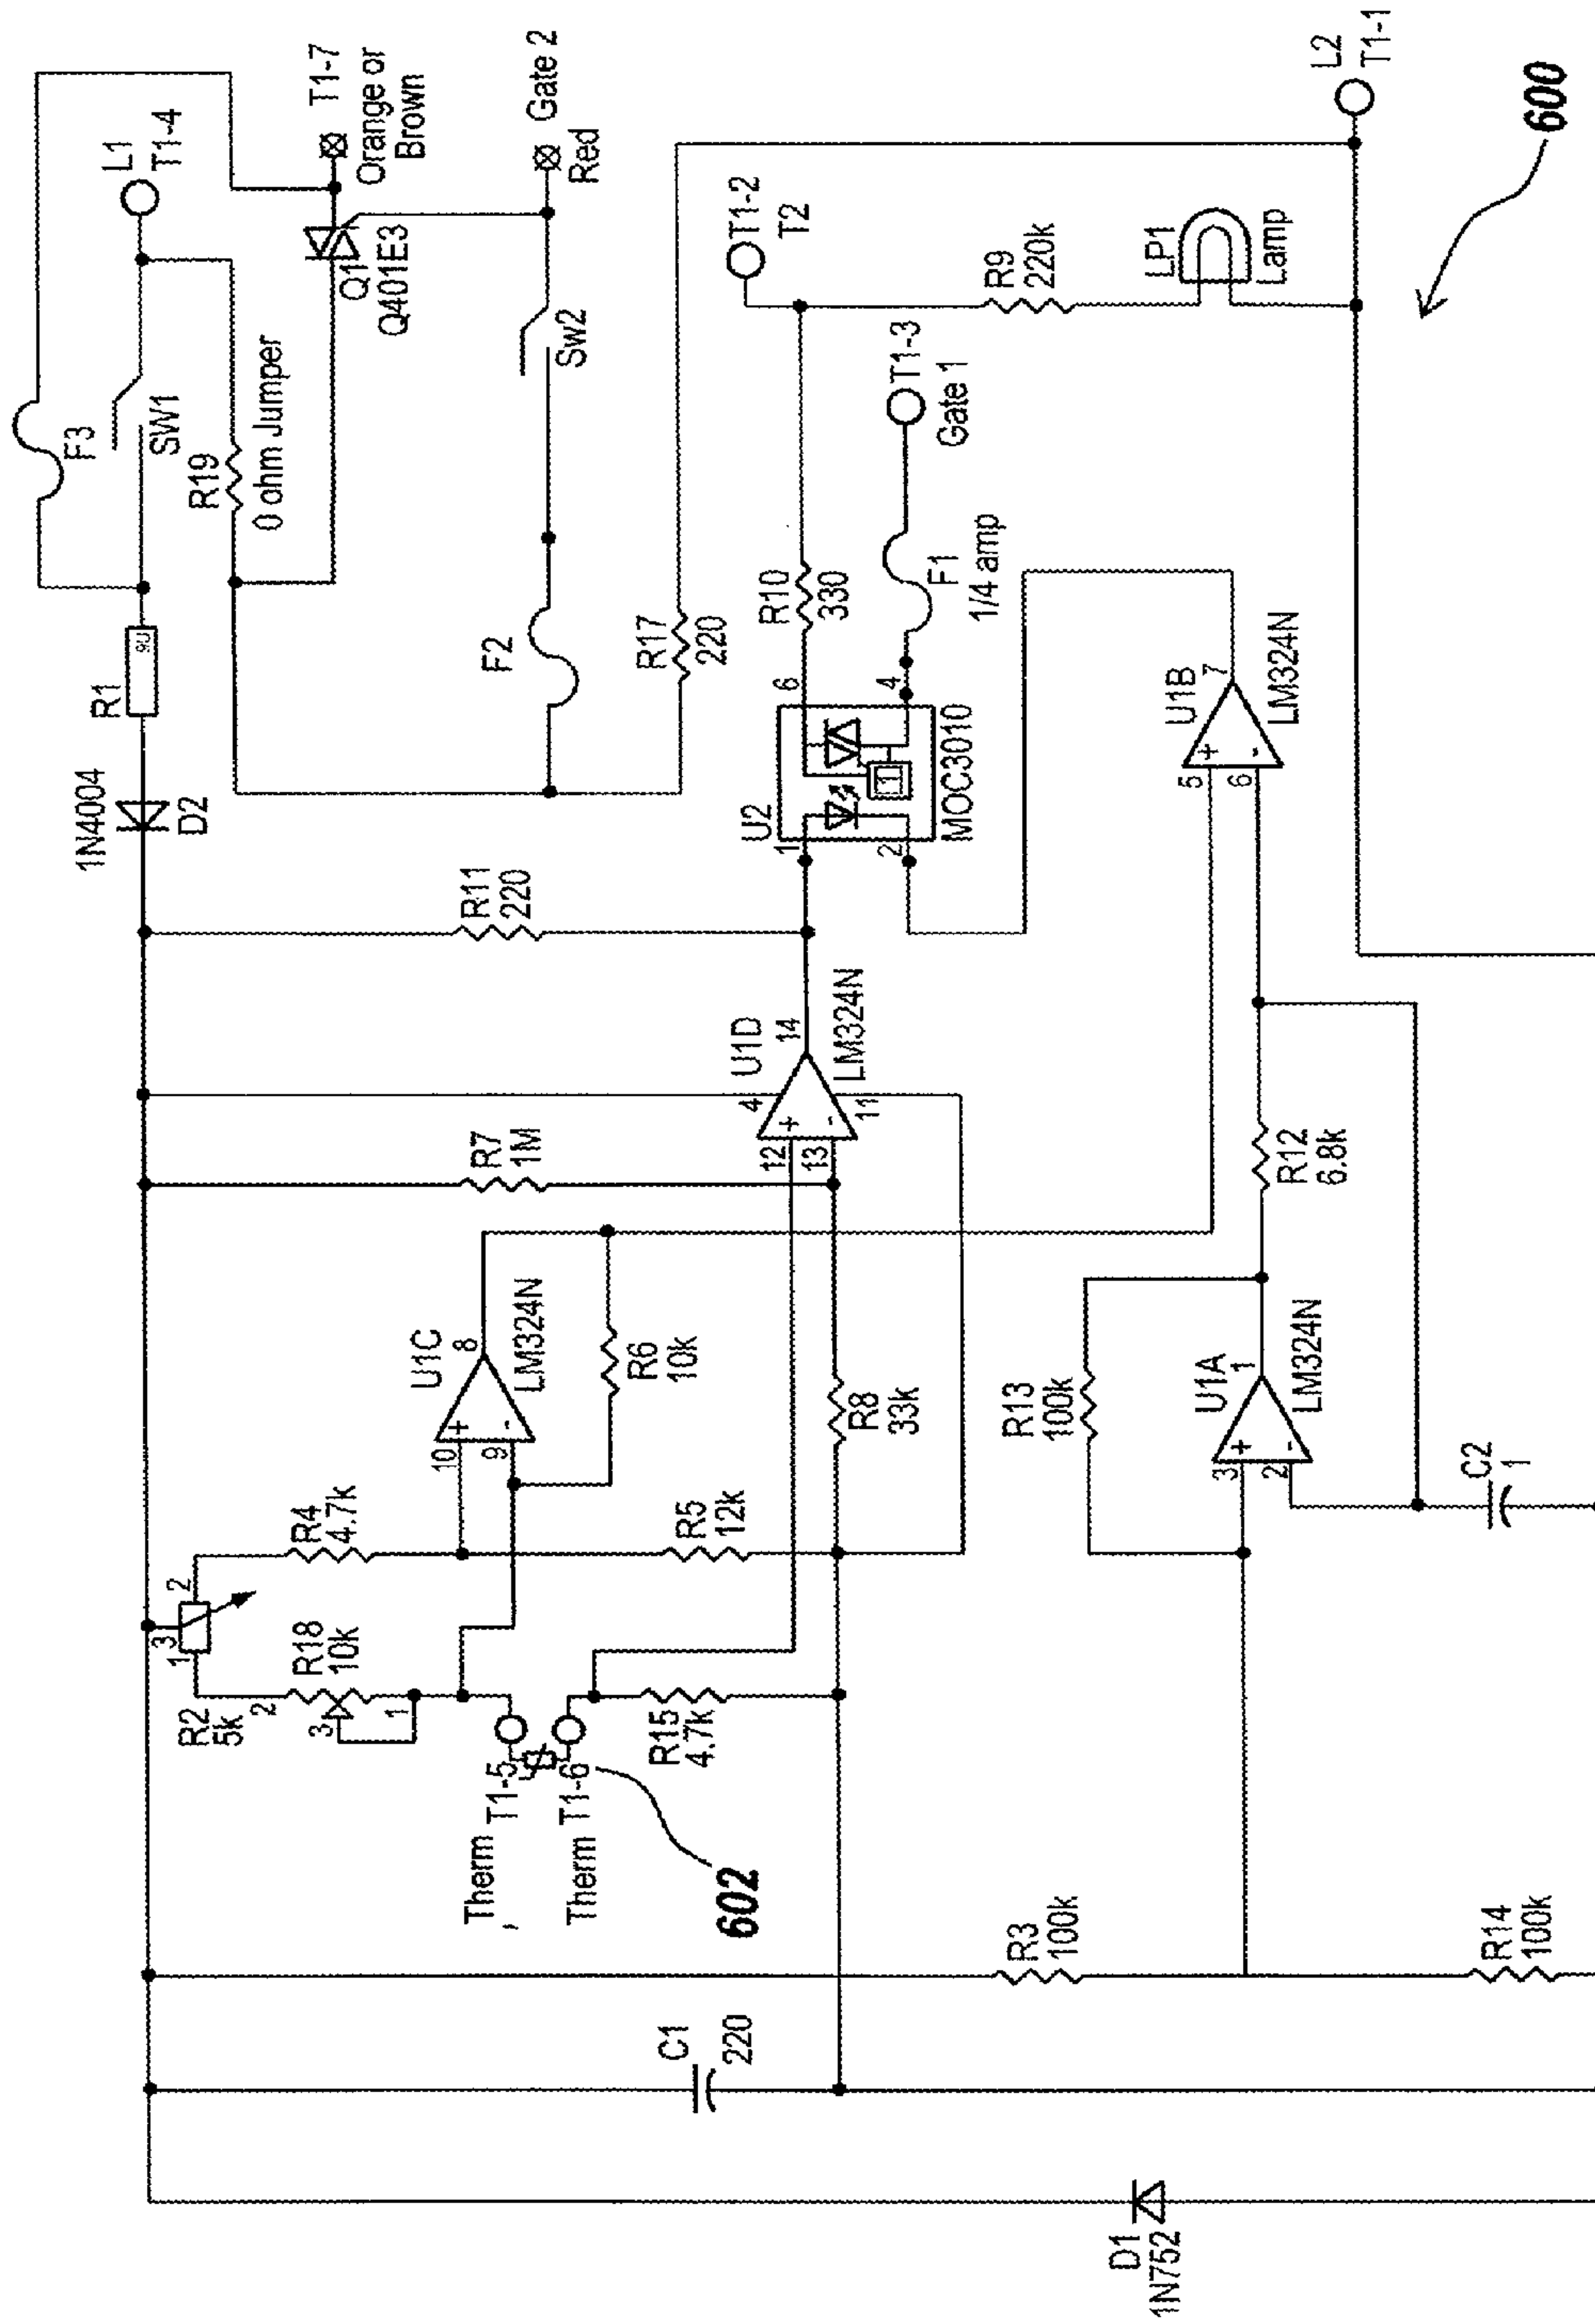 F3
L1
T1-4
SW1
R19
0 ohm Jumper
T1-7
Orange or
Brown
Q1
Q401E3
Gate 2
Red
Sw2
F2
R1
1N4004
D2
R11
220
R17
220
T1-2
T2
R10
330
R9
220k
LP1
Lamp
L2
T1-1
600
T1-3
Gate 1
F1
1/4 amp
U2
1
2
6
4
MOC3010
U1B
5
+
6
-
7
LM324N
U1D
4
14
12
+
13
-
11
LM324N
R7
1M
U1C
8
10
+
9
-
LM324N
R6
10k
R8
33k
R4
4.7k
R5
12k
R12
6.8k
R13
100k
U1A
1
3
+
2
-
LM324N
C2
1
1
3
2
R2
5k
2
R18
10k
3
1
Therm T1-5
Therm T1-6
R15
4.7k
602
R3
100k
R14
100k
C1
220
D1
1N752